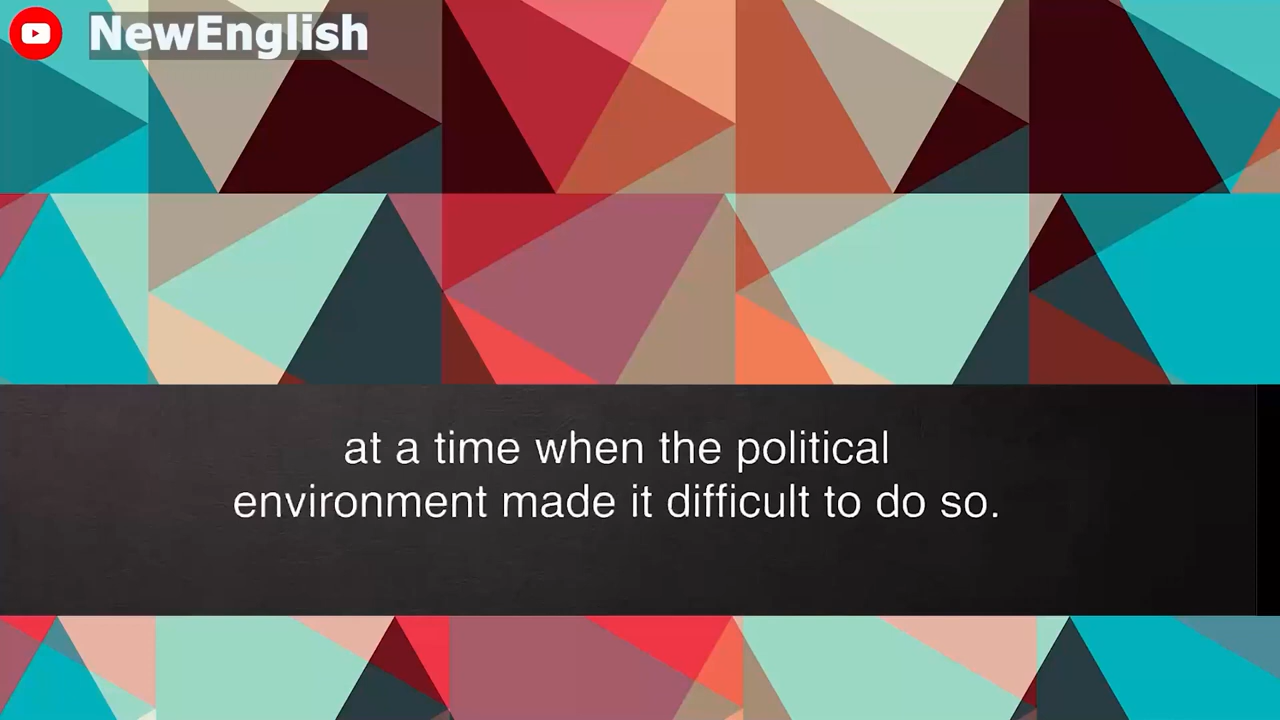 NewEnglish
at a time when the political
environment made it difficult to do so.